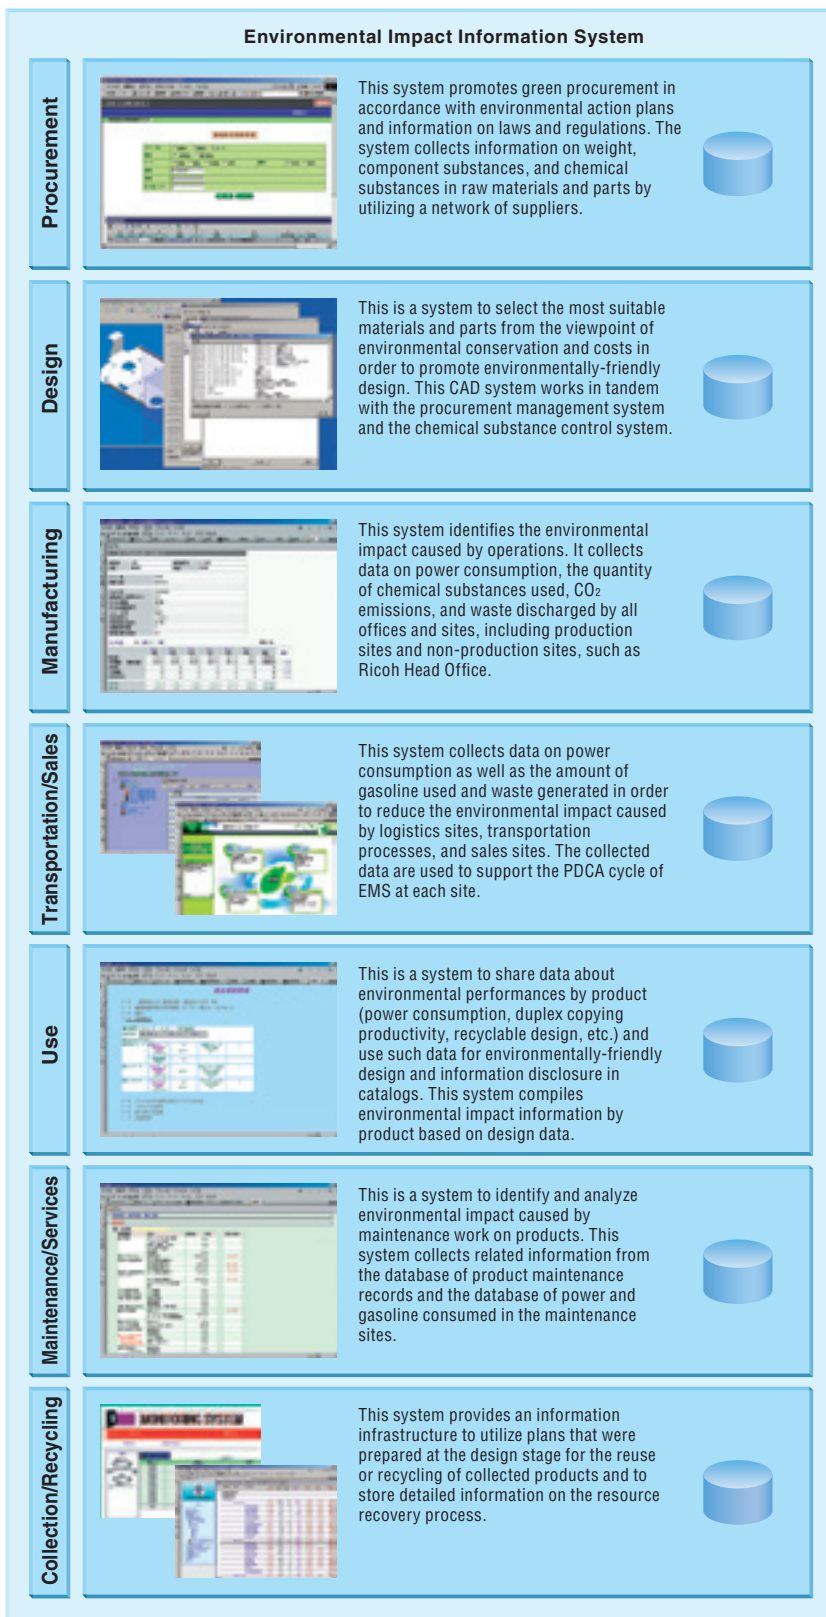 Environmental Impact Information System
Procurement
This system promotes green procurement in
accordance with environmental action plans
and information on laws and regulations. The
system collects information on weight,
component substances, and chemical
substances in raw materials and parts by
utilizing a network of suppliers.
Design
This is a system to select the most suitable
materials and parts from the viewpoint of
environmental conservation and costs in
order to promote environmentally-friendly
design. This CAD system works in tandem
with the procurement management system
and the chemical substance control system.
Manufacturing
This system identifies the environmental
impact caused by operations. It collects
data on power consumption, the quantity
of chemical substances used, CO₂
emissions, and waste discharged by all
offices and sites, including production
sites and non-production sites, such as
Ricoh Head Office.
Transportation/Sales
This system collects data on power
consumption as well as the amount of
gasoline used and waste generated in order
to reduce the environmental impact caused
by logistics sites, transportation
processes, and sales sites. The collected
data are used to support the PDCA cycle of
EMS at each site.
Use
This is a system to share data about
environmental performances by product
(power consumption, duplex copying
productivity, recyclable design, etc.) and
use such data for environmentally-friendly
design and information disclosure in
catalogs. This system compiles
environmental impact information by
product based on design data.
Maintenance/Services
This is a system to identify and analyze
environmental impact caused by
maintenance work on products. This
system collects related information from
the database of product maintenance
records and the database of power and
gasoline consumed in the maintenance
sites.
Collection/Recycling
This system provides an information
infrastructure to utilize plans that were
prepared at the design stage for the reuse
or recycling of collected products and to
store detailed information on the resource
recovery process.